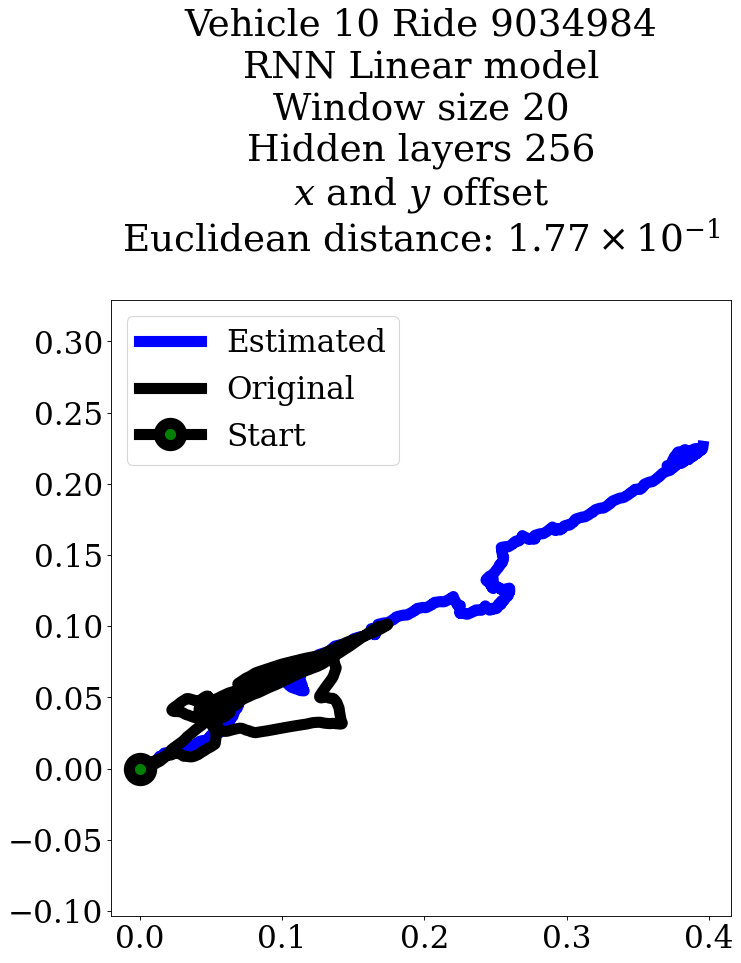 Vehicle 10 Ride 9034984
RNN Linear model
Window size 20
Hidden layers 256
x and y offset
Euclidean distance: 1.77 × 10⁻¹
Estimated
Original
Start
0.30
0.25
0.20
0.15
0.10
0.05
0.00
−0.05
−0.10
0.0 0.1 0.2 0.3 0.4